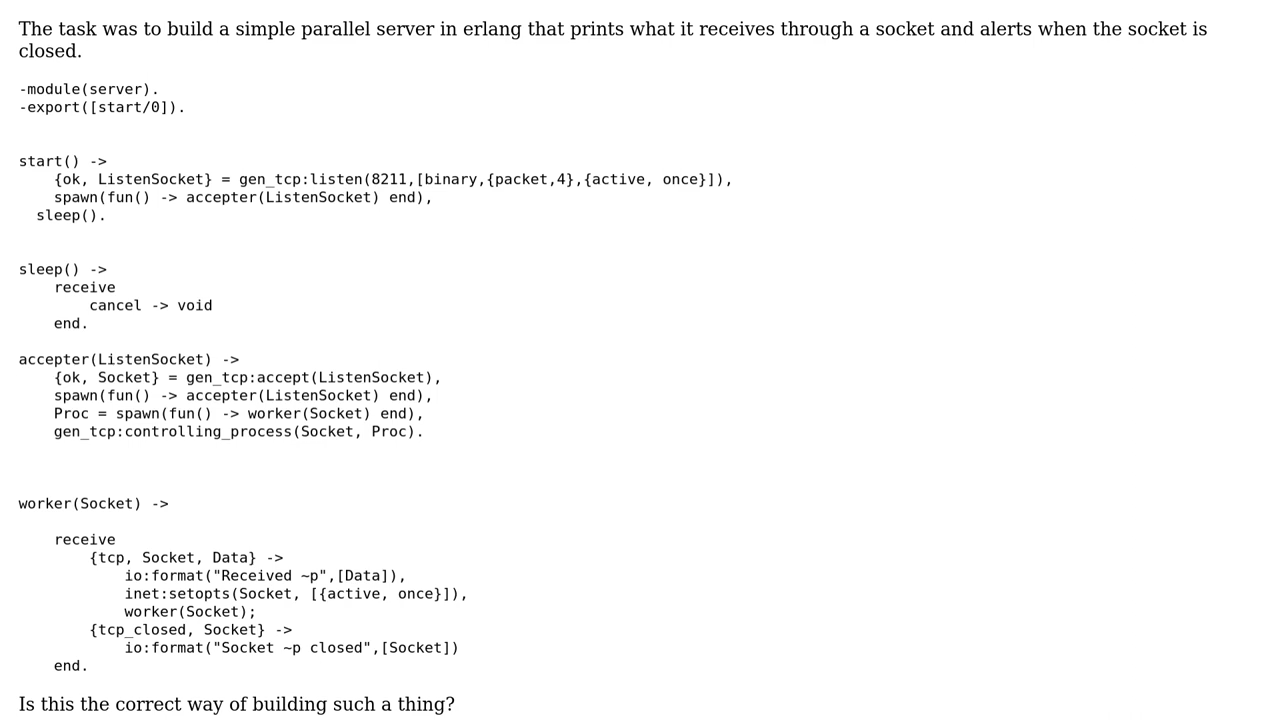 The task was to build a simple parallel server in erlang that prints what it receives through a socket and alerts when the socket is
closed.
-module(server).
-export([start/0]).
start() ->
    {ok, ListenSocket} = gen_tcp:listen(8211,[binary,{packet,4},{active, once}]),
    spawn(fun() -> accepter(ListenSocket) end),
  sleep().
sleep() ->
    receive
        cancel -> void
    end.
accepter(ListenSocket) ->
    {ok, Socket} = gen_tcp:accept(ListenSocket),
    spawn(fun() -> accepter(ListenSocket) end),
    Proc = spawn(fun() -> worker(Socket) end),
    gen_tcp:controlling_process(Socket, Proc).
worker(Socket) ->
    receive
        {tcp, Socket, Data} ->
            io:format("Received ~p",[Data]),
            inet:setopts(Socket, [{active, once}]),
            worker(Socket);
        {tcp_closed, Socket} ->
            io:format("Socket ~p closed",[Socket])
    end.
Is this the correct way of building such a thing?